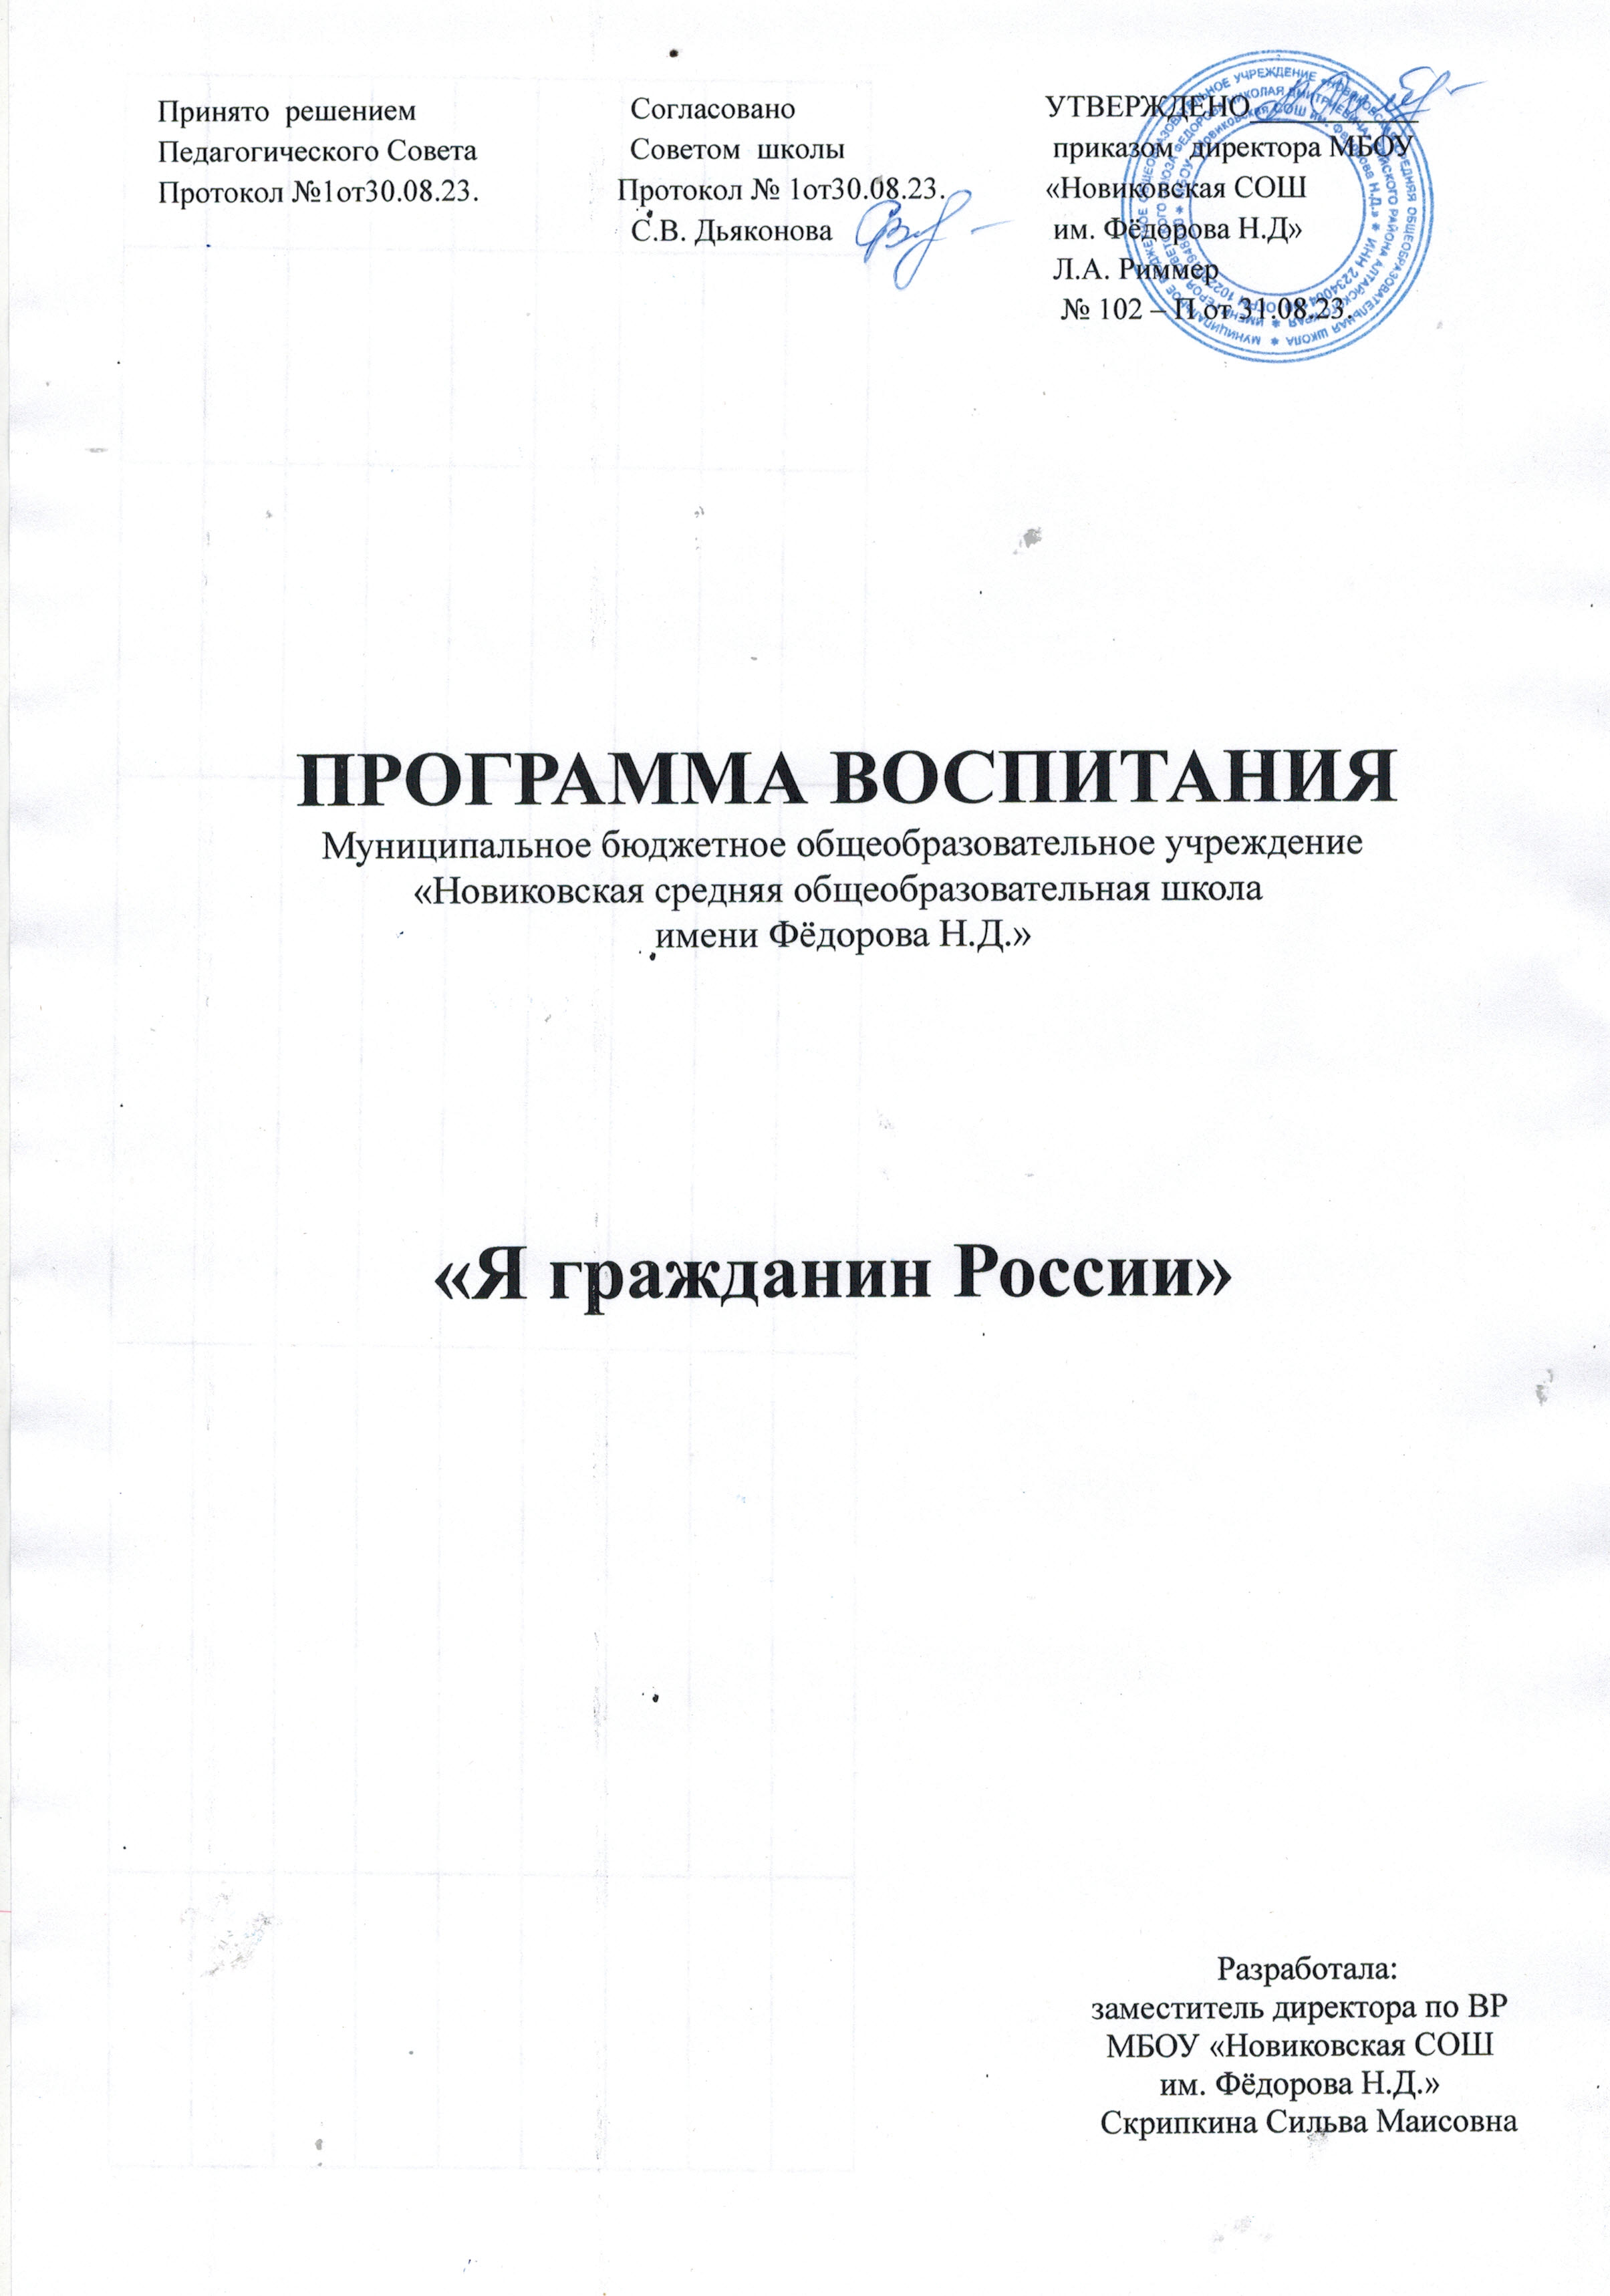 Принято решением
Педагогического Совета
Протокол №1от30.08.23.
Согласовано
Советом школы
Протокол № 1от30.08.23.
С.В. Дьяконова
УТВЕРЖДЕНО
приказом директора МБОУ
«Новиковская СОШ
им. Фёдорова Н.Д»
Л.А. Риммер
№ 102 – П от 31.08.23.
ПРОГРАММА ВОСПИТАНИЯ
Муниципальное бюджетное общеобразовательное учреждение
«Новиковская средняя общеобразовательная школа
имени Фёдорова Н.Д.»
«Я гражданин России»
Разработала:
заместитель директора по ВР
МБОУ «Новиковская СОШ
им. Фёдорова Н.Д.»
Скрипкина Сильва Маисовна